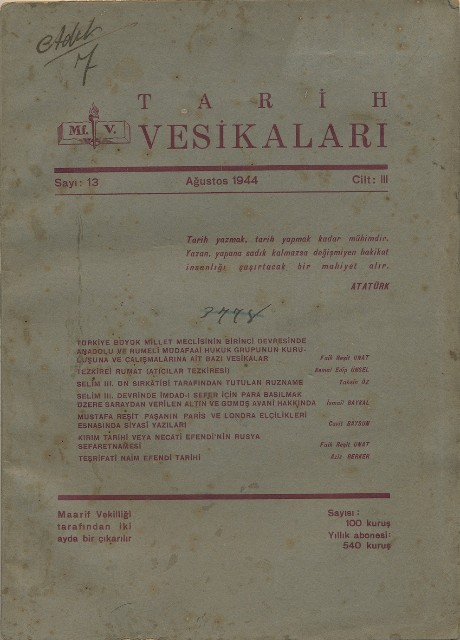 Adil
7
Mf. V.
TARİH
VESİKALARI
Sayı: 13 Ağustos 1944 Cilt: III
Tarih yazmak, tarih yapmak kadar mühimdir.
Yazan, yapana sadık kalmazsa değişmiyen hakikat
insanlığı şaşırtacak bir mahiyet alır.
ATATÜRK
TÜRKİYE BÜYÜK MİLLET MECLİSİNİN BİRİNCİ DEVRESİNDE
ANADOLU VE RUMELİ MÜDAFAAİ HUKUK GRUPUNUN KURU-
LUŞUNA VE ÇALIŞMALARINA AİT BAZI VESİKALAR Faik Reşit UNAT
TEZKİREİ RUMAT (ATICILAR TEZKİRESİ) Kemal Edip ÜNSEL
SELİM III. ÜN SIRKATİBİ TARAFINDAN TUTULAN RUZNAME Tahsin ÖZ
SELİM III. DEVRİNDE İMDAD-I SEFER İÇİN PARA BASILMAK
ÜZERE SARAYDAN VERİLEN ALTIN VE GÜMÜŞ AVANİ HAKKINDA İsmail BAYKAL
MUSTAFA REŞİT PAŞANIN PARİS VE LONDRA ELÇİLİKLERİ
ESNASINDA SİYASİ YAZILARI Cavit BAYSUN
KIRIM TARİHİ VEYA NECATİ EFENDİ'NİN RUSYA
SEFARETNAMESİ Faik Reşit UNAT
TEŞRİFATİ NAİM EFENDİ TARİHİ Aziz BERKER
Maarif Vekilliği
tarafından iki
ayda bir çıkarılır
Sayısı:
100 kuruş
Yıllık abonesi:
540 kuruş